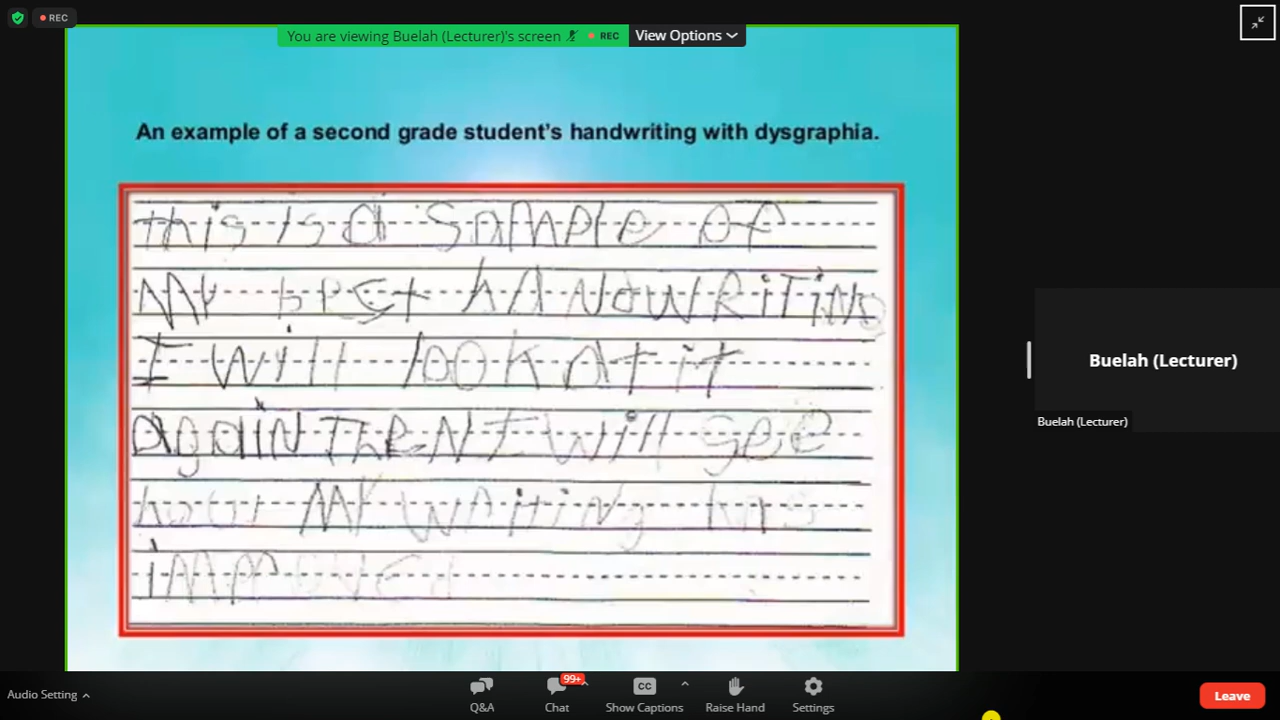 REC
You are viewing Buelah (Lecturer)'s screen REC View Options
An example of a second grade student's handwriting with dysgraphia.
this is a sample of
My best handwriting
I will look at it
again then I will see
how My writing has
improved
Buelah (Lecturer)
Buelah (Lecturer)
Audio Setting Q&A Chat 99+ CC Show Captions Raise Hand Settings Leave